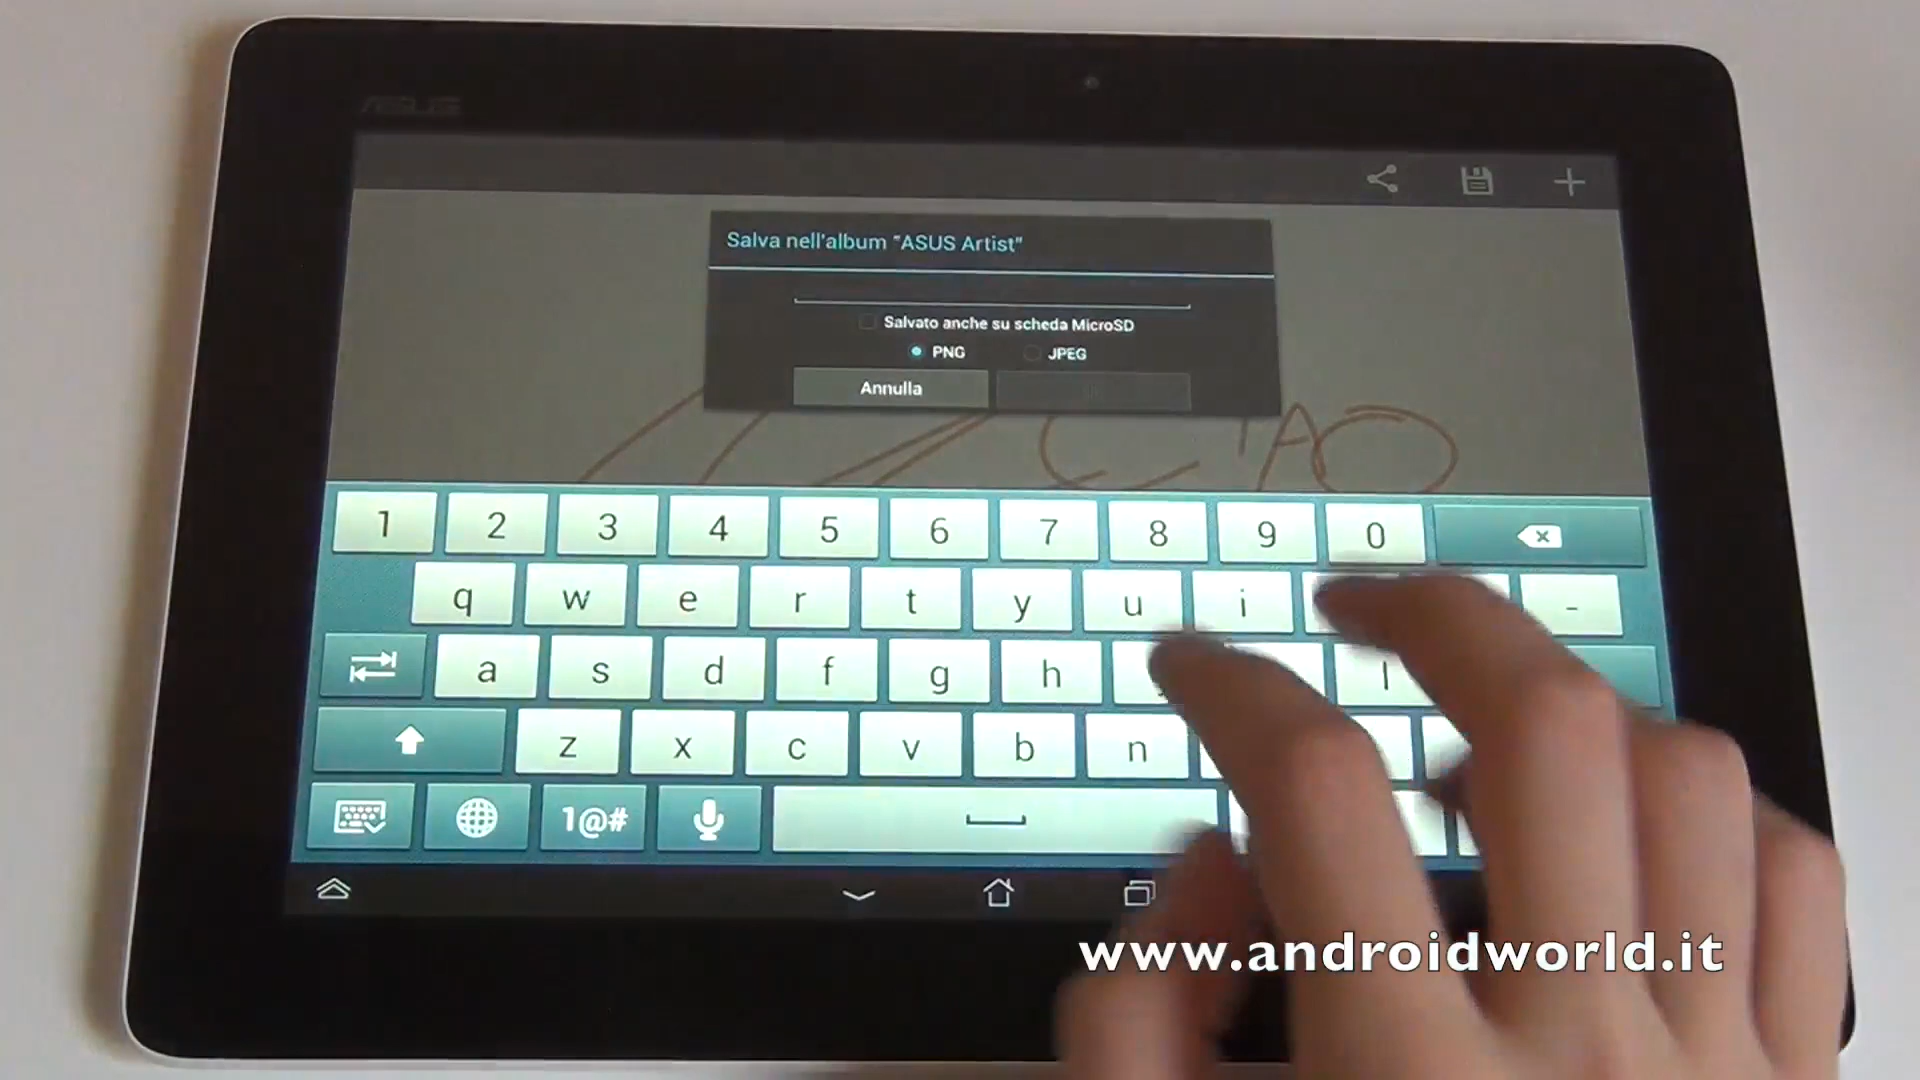 ASUS
Salva nell'album "ASUS Artist"
Salvato anche su scheda MicroSD
PNG JPEG
Annulla
CIAO
1 2 3 4 5 6 7 8 9 0
q w e r t y u i -
a s d f g h l
z x c v b n
1@#
www.androidworld.it